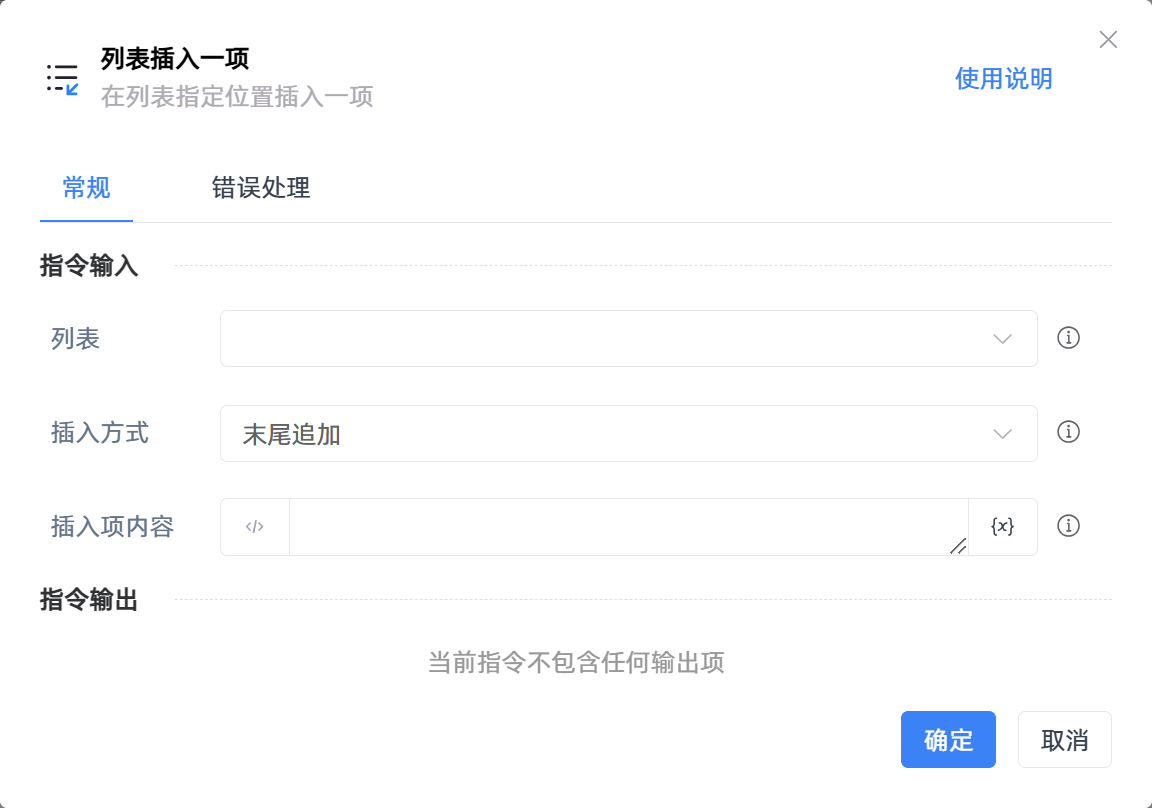 列表插入一项
在列表指定位置插入一项
使用说明
常规
错误处理
指令输入
列表
插入方式
末尾追加
插入项内容
</>
{x}
指令输出
当前指令不包含任何输出项
确定
取消